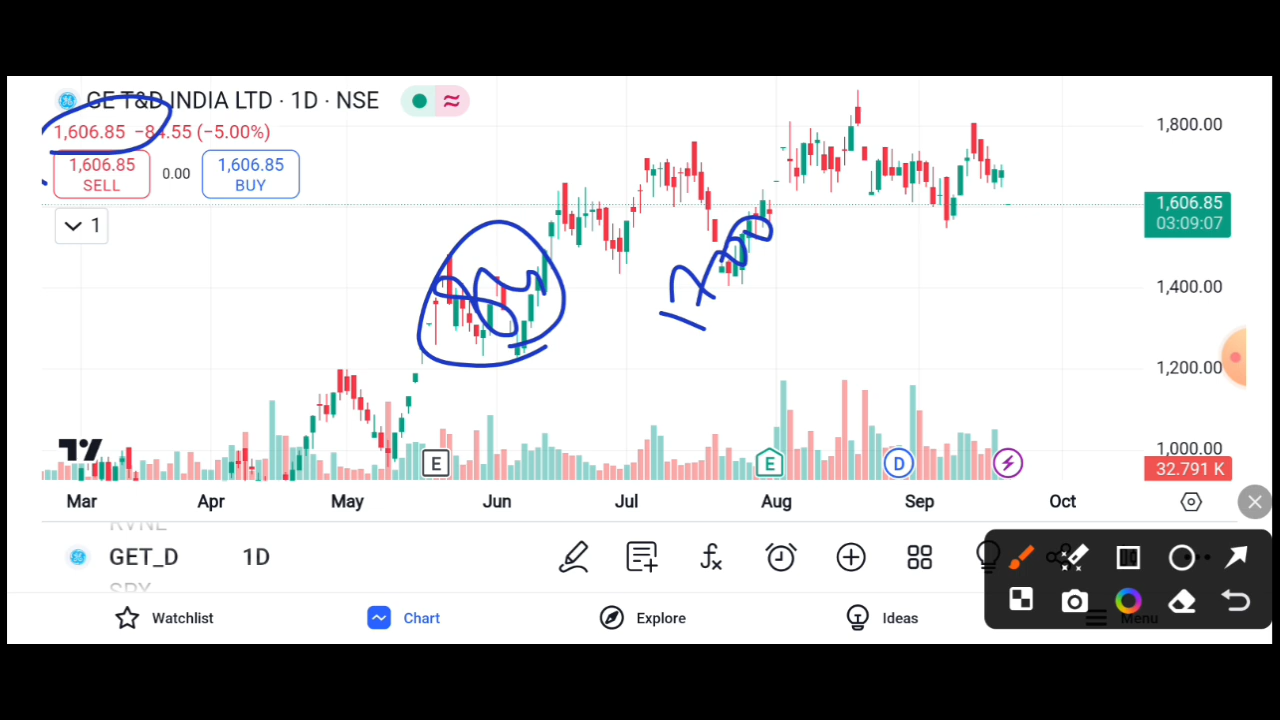 GE T&D INDIA LTD · 1D · NSE
1,606.85 −84.55 (−5.00%)
1,606.85 SELL
0.00
1,606.85 BUY
1
1,800.00
1,606.85
03:09:07
1,400.00
1,200.00
1,000.00
32.791 K
E
E
D
Mar Apr May Jun Jul Aug Sep Oct
RVNL
GET_D 1D
SPY
Watchlist Chart Explore Ideas Menu